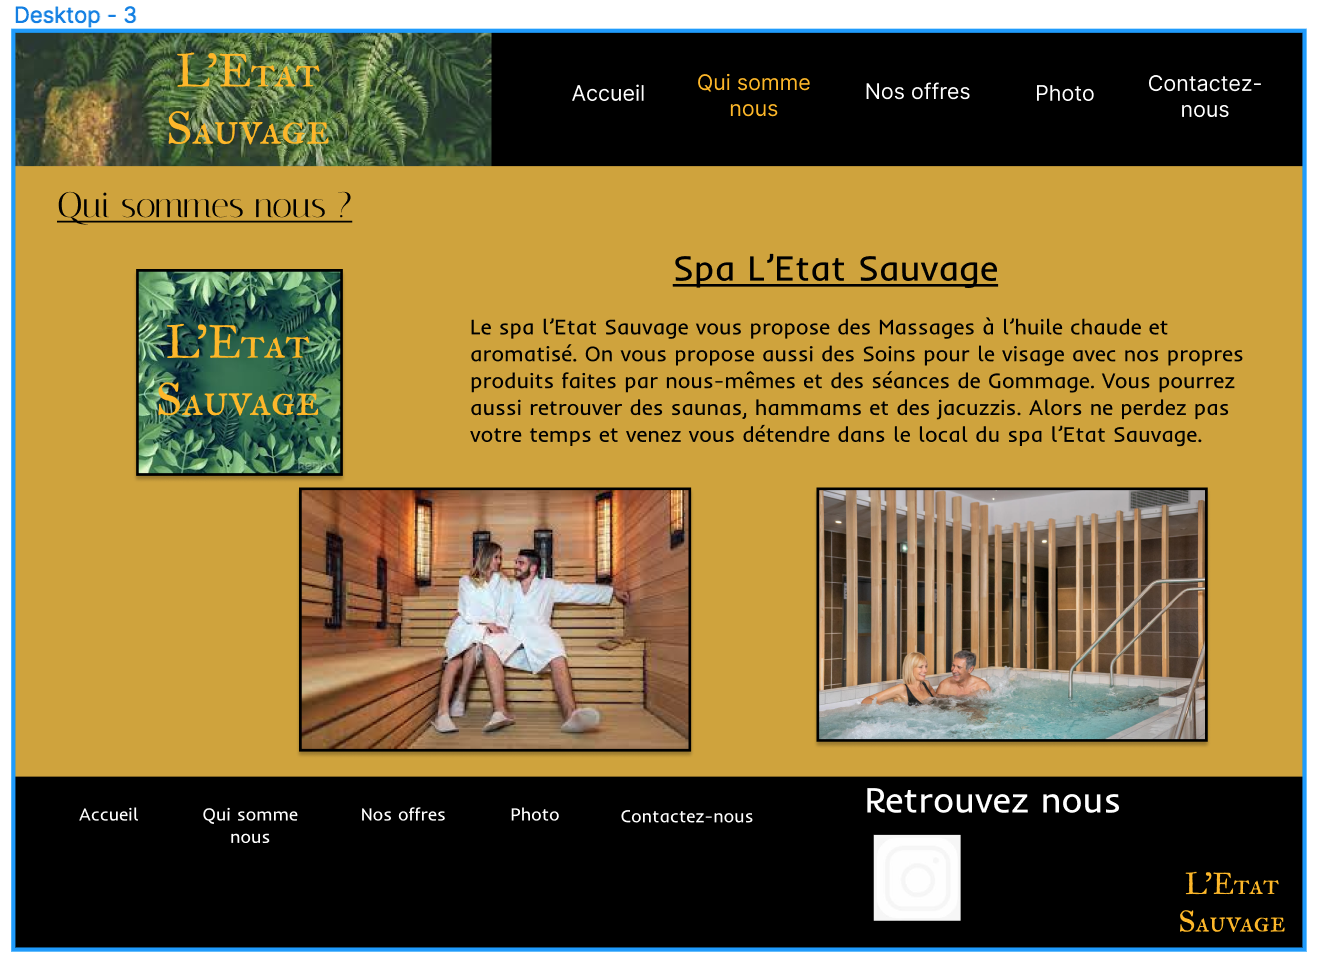 Desktop - 3
L'Etat
Sauvage
Accueil
Qui somme
nous
Nos offres
Photo
Contactez-
nous
Qui sommes nous ?
L'Etat
Sauvage
Spa L'Etat Sauvage
Le spa l'Etat Sauvage vous propose des Massages à l'huile chaude et
aromatisé. On vous propose aussi des Soins pour le visage avec nos propres
produits faites par nous-mêmes et des séances de Gommage. Vous pourrez
aussi retrouver des saunas, hammams et des jacuzzis. Alors ne perdez pas
votre temps et venez vous détendre dans le local du spa l'Etat Sauvage.
Accueil
Qui somme
nous
Nos offres
Photo
Contactez-nous
Retrouvez nous
L'Etat
Sauvage